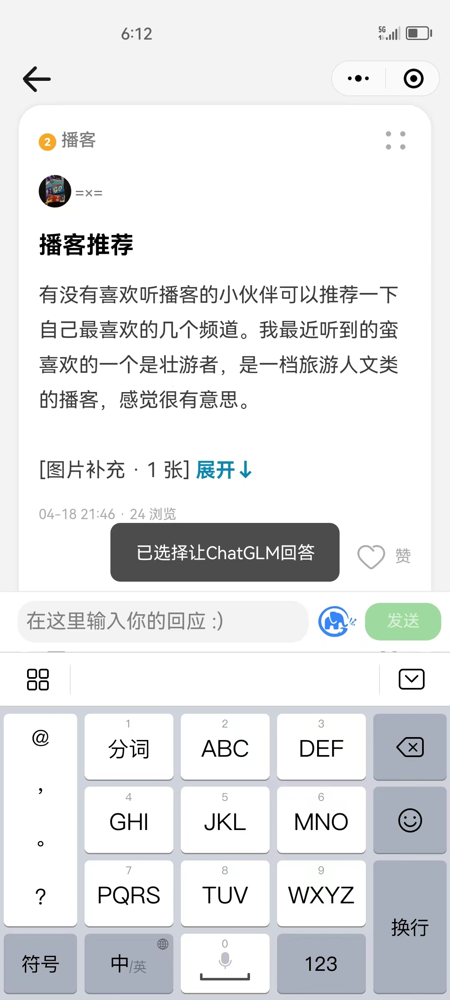 6:12
5G
2 播客
GO
=×=
播客推荐
有没有喜欢听播客的小伙伴可以推荐一下
自己最喜欢的几个频道。我最近听到的蛮
喜欢的一个是壮游者，是一档旅游人文类
的播客，感觉很有意思。
[图片补充 · 1 张] 展开↓
04-18 21:46 · 24 浏览
已选择让ChatGLM回答
赞
在这里输入你的回应 :)
发送
@
，
。
?
1
分词
2
ABC
3
DEF
4
GHI
5
JKL
6
MNO
7
PQRS
8
TUV
9
WXYZ
换行
符号
中/英
0
123